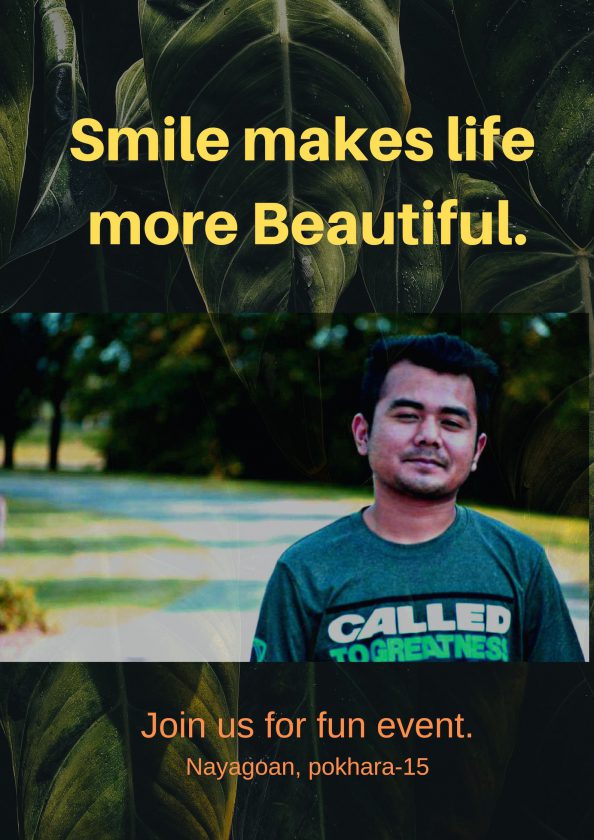 Smile makes life
more Beautiful.
CALLED
TO GREATNESS
Join us for fun event.
Nayagoan, pokhara-15